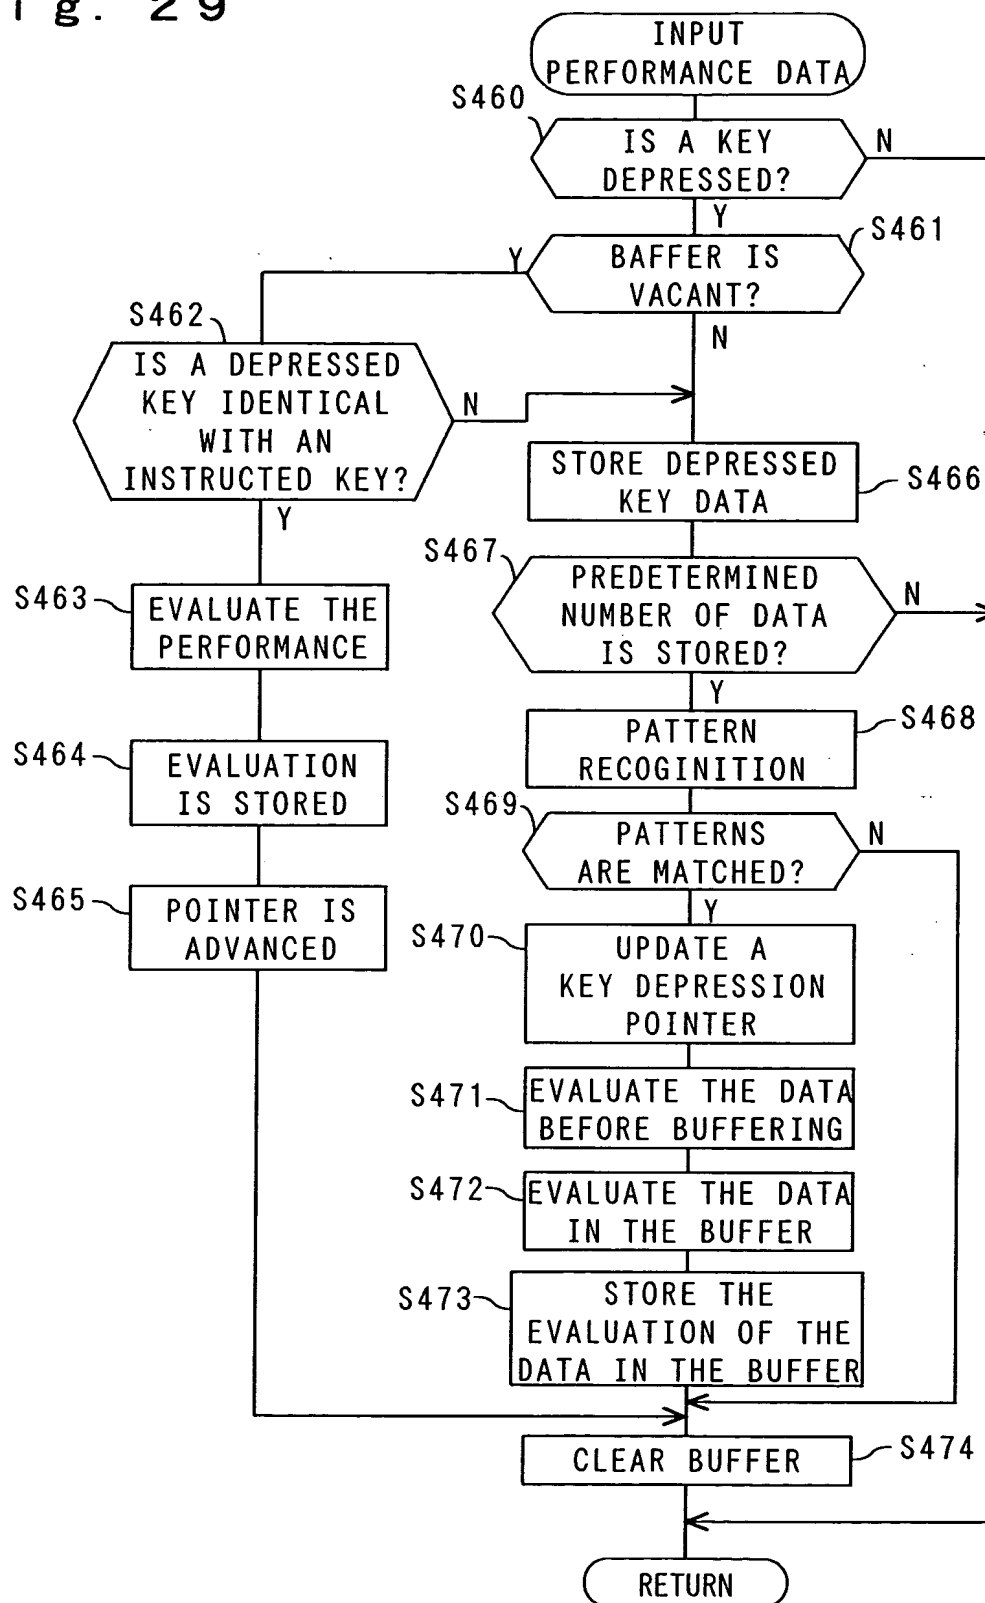 ig. 29
INPUT
PERFORMANCE DATA
S460
IS A KEY
DEPRESSED?
N
Y
S461
BAFFER IS
VACANT?
Y
N
S462
IS A DEPRESSED
KEY IDENTICAL
WITH AN
INSTRUCTED KEY?
N
Y
STORE DEPRESSED
KEY DATA
S466
S467
PREDETERMINED
NUMBER OF DATA
IS STORED?
N
Y
S463
EVALUATE THE
PERFORMANCE
S468
PATTERN
RECOGINITION
S464
EVALUATION
IS STORED
S469
PATTERNS
ARE MATCHED?
N
Y
S465
POINTER IS
ADVANCED
S470
UPDATE A
KEY DEPRESSION
POINTER
S471
EVALUATE THE DATA
BEFORE BUFFERING
S472
EVALUATE THE DATA
IN THE BUFFER
S473
STORE THE
EVALUATION OF THE
DATA IN THE BUFFER
CLEAR BUFFER
S474
RETURN